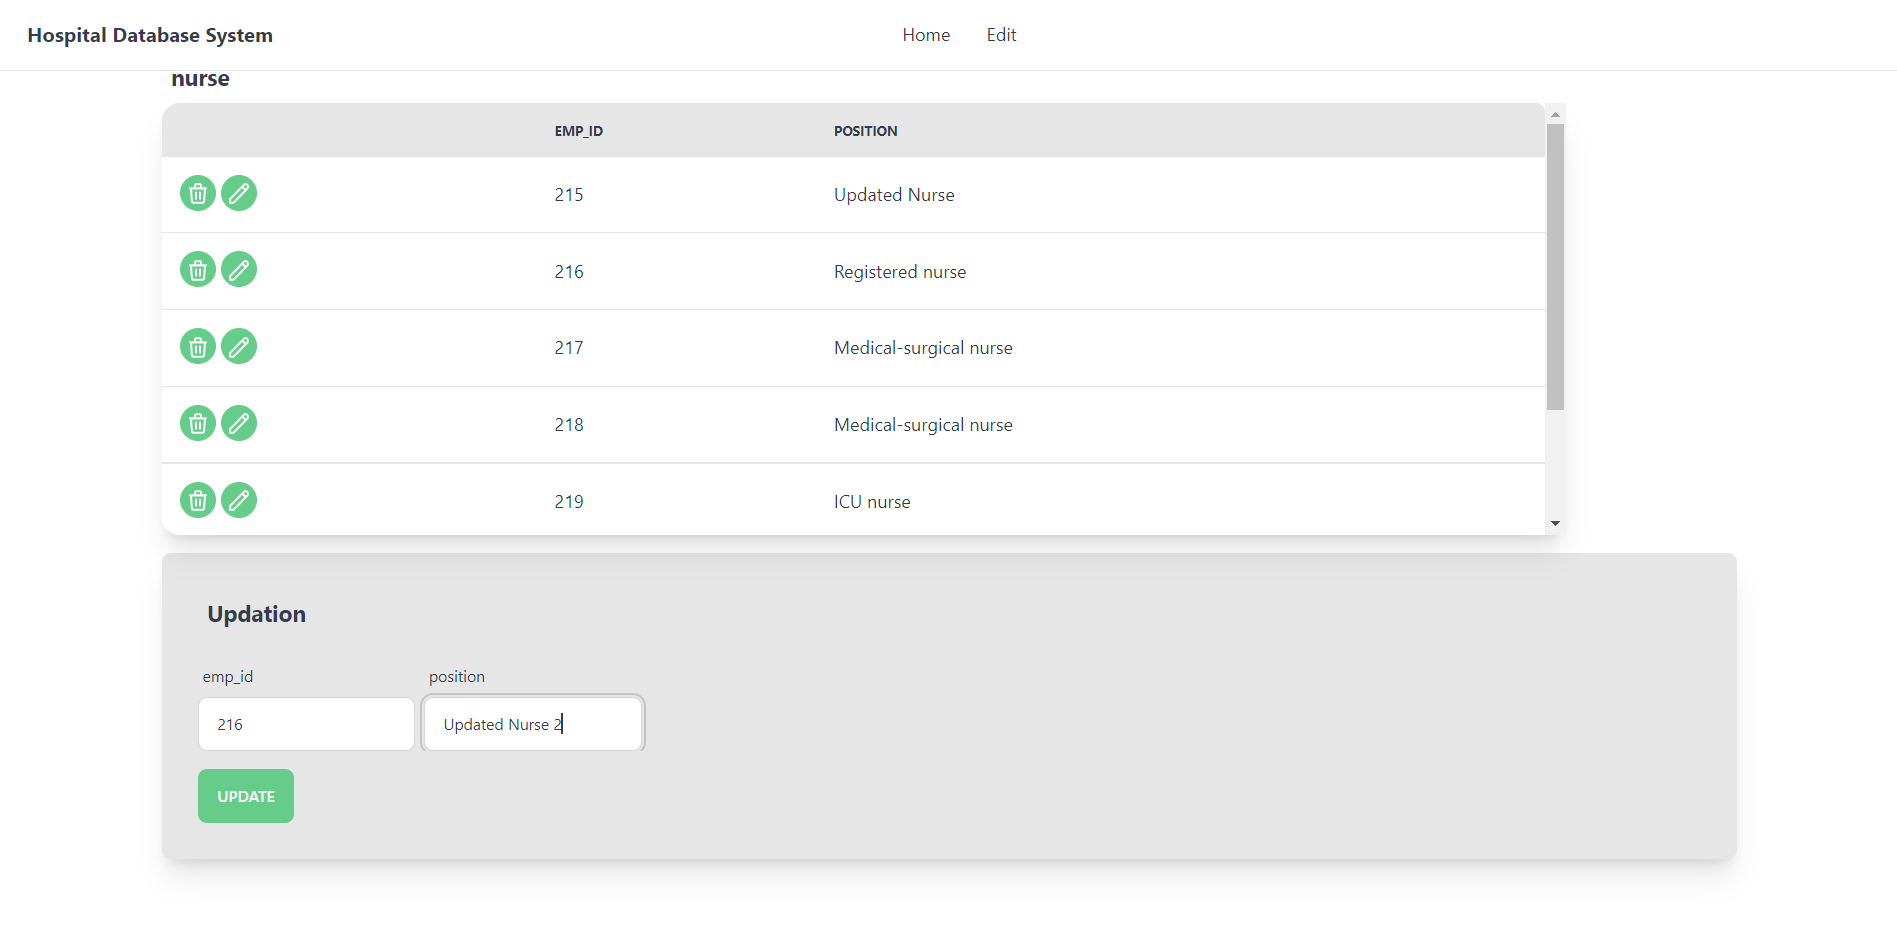 Hospital Database System Home Edit
nurse
EMP_ID POSITION
215 Updated Nurse
216 Registered nurse
217 Medical-surgical nurse
218 Medical-surgical nurse
219 ICU nurse
Updation
emp_id position
216 Updated Nurse 2
UPDATE